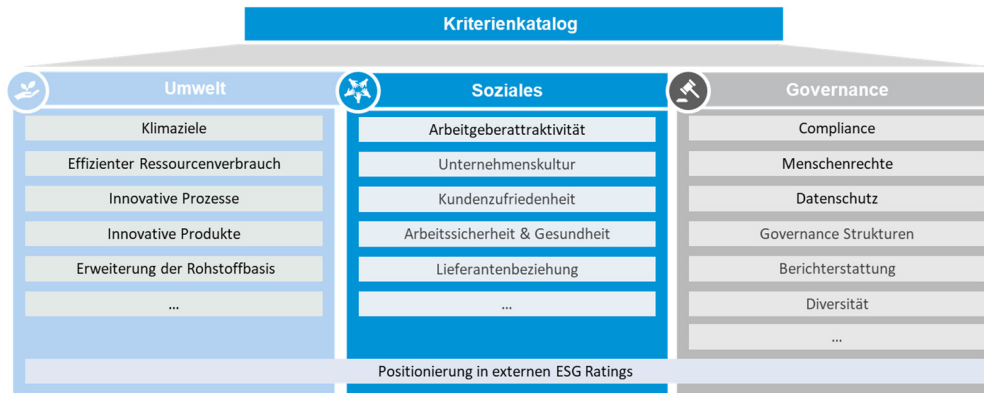 Kriterienkatalog
Umwelt
Klimaziele
Effizienter Ressourcenverbrauch
Innovative Prozesse
Innovative Produkte
Erweiterung der Rohstoffbasis
...
Soziales
Arbeitgeberattraktivität
Unternehmenskultur
Kundenzufriedenheit
Arbeitssicherheit & Gesundheit
Lieferantenbeziehung
...
Governance
Compliance
Menschenrechte
Datenschutz
Governance Strukturen
Berichterstattung
Diversität
...
Positionierung in externen ESG Ratings